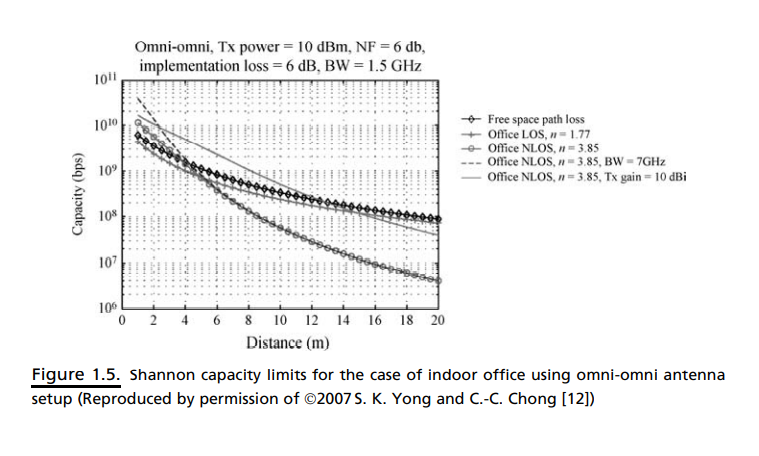 Omni-omni, Tx power = 10 dBm, NF = 6 db,
implementation loss = 6 dB, BW = 1.5 GHz
10¹¹
10¹⁰
10⁹
10⁸
10⁷
10⁶
Capacity (bps)
0 2 4 6 8 10 12 14 16 18 20
Distance (m)
Free space path loss
Office LOS, n = 1.77
Office NLOS, n = 3.85
Office NLOS, n = 3.85, BW = 7GHz
Office NLOS, n = 3.85, Tx gain = 10 dBi
Figure 1.5. Shannon capacity limits for the case of indoor office using omni-omni antenna
setup (Reproduced by permission of ©2007 S. K. Yong and C.-C. Chong [12])